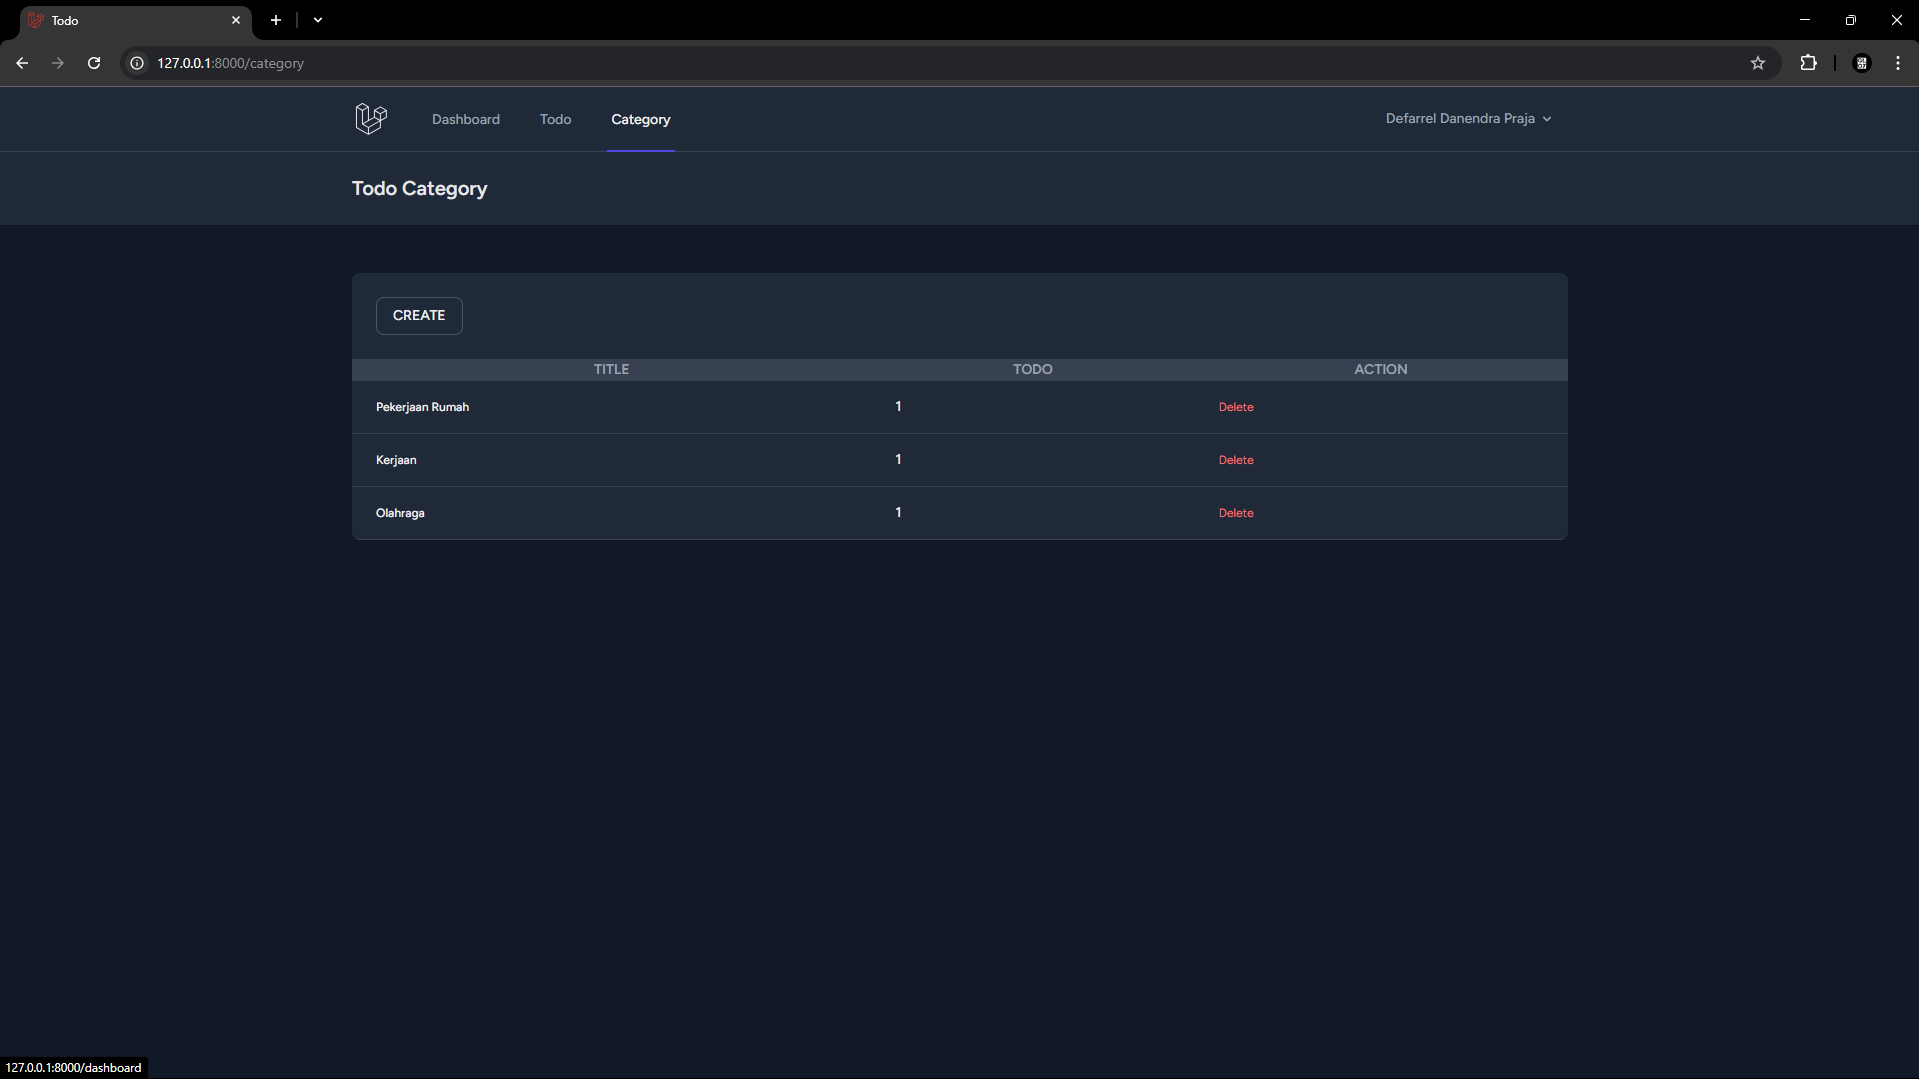 Todo
127.0.0.1:8000/category
Dashboard Todo Category Defarrel Danendra Praja
Todo Category
CREATE
TITLE TODO ACTION
Pekerjaan Rumah 1 Delete
Kerjaan 1 Delete
Olahraga 1 Delete
127.0.0.1:8000/dashboard